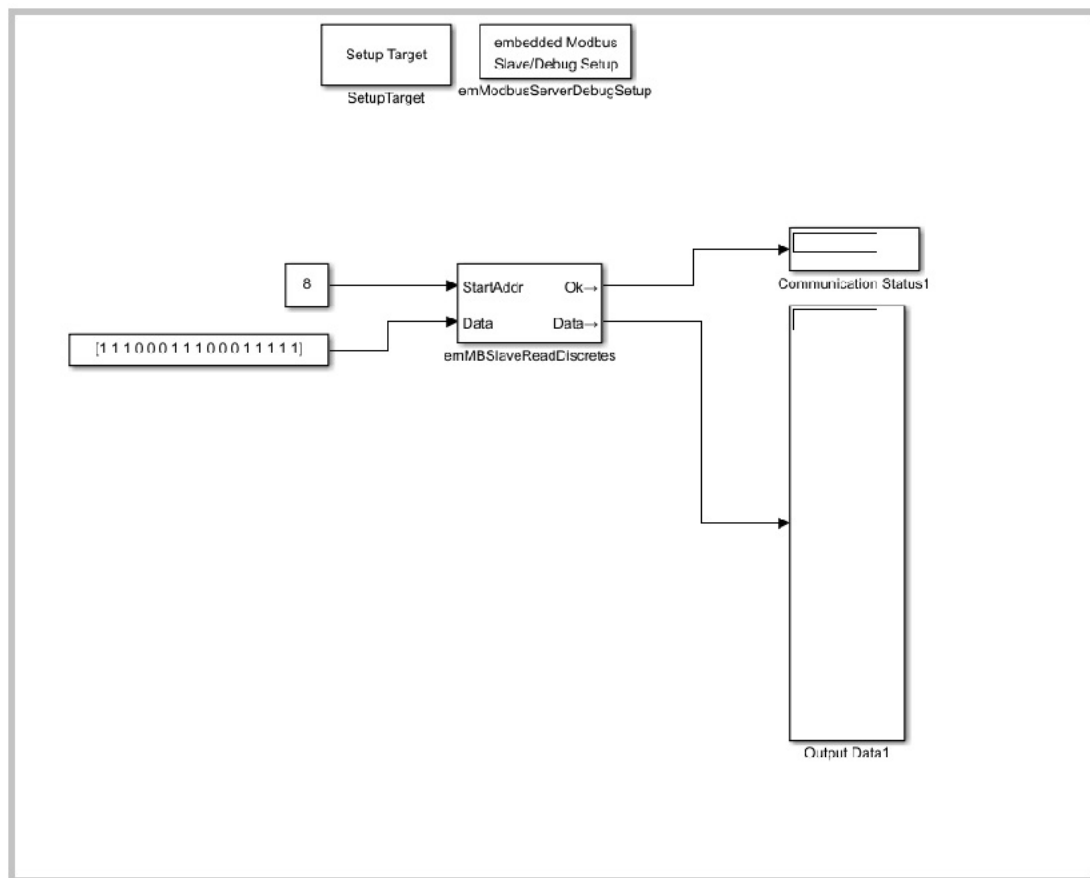 Setup Target
SetupTarget
embedded Modbus
Slave/Debug Setup
emModbusServerDebugSetup
8
[1 1 1 0 0 0 1 1 1 0 0 0 1 1 1 1 1]
StartAddr
Ok→
Data
Data→
emMBSlaveReadDiscretes
Communication Status1
Output Data1